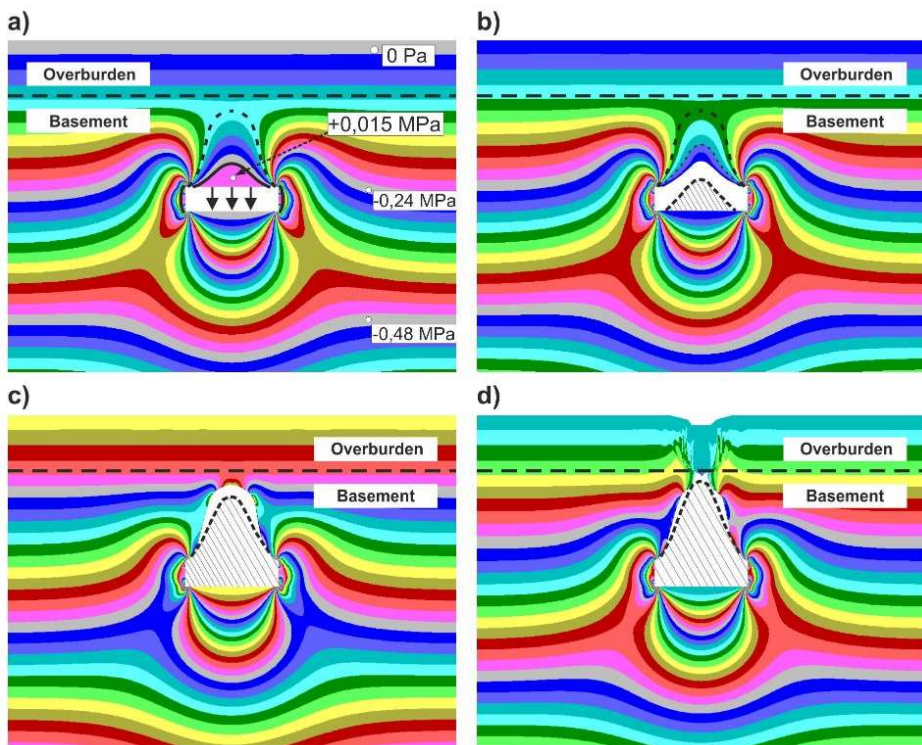 a)
0 Pa
Overburden
Basement
+0,015 MPa
-0,24 MPa
-0,48 MPa
b)
Overburden
Basement
c)
Overburden
Basement
d)
Overburden
Basement